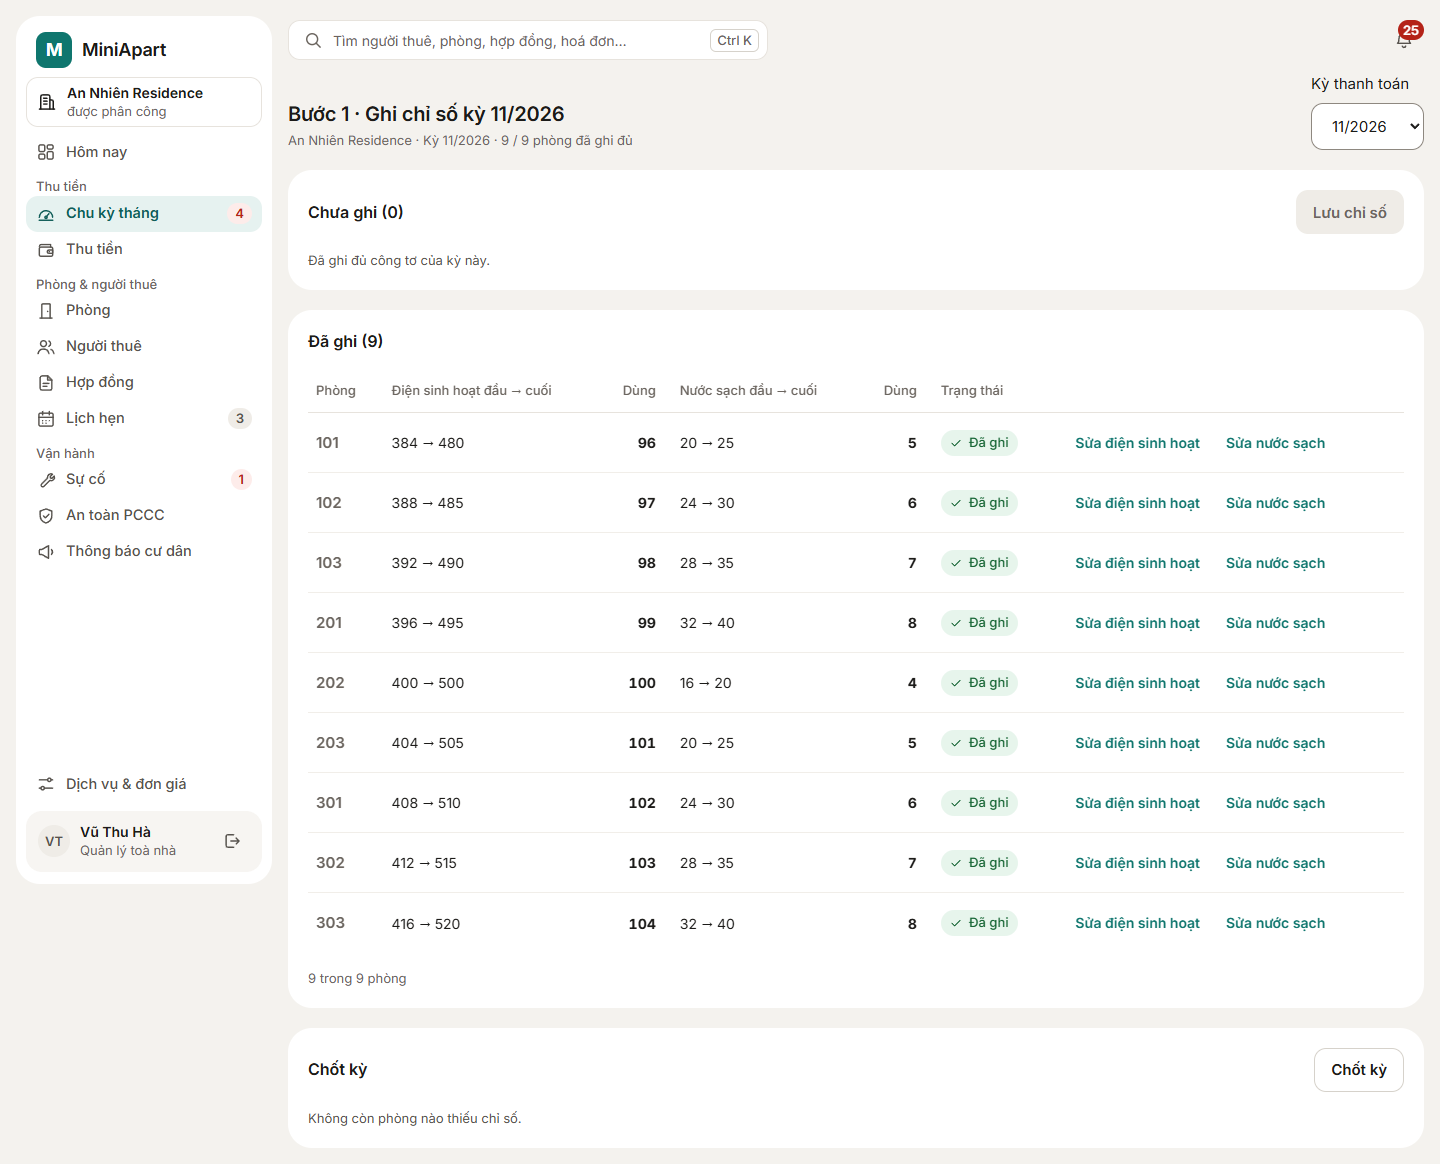 M MiniApart
An Nhiên Residence
được phân công
Hôm nay
Thu tiền
Chu kỳ tháng 4
Thu tiền
Phòng & người thuê
Phòng
Người thuê
Hợp đồng
Lịch hẹn 3
Vận hành
Sự cố 1
An toàn PCCC
Thông báo cư dân
Dịch vụ & đơn giá
VT Vũ Thu Hà
Quản lý toà nhà
Tìm người thuê, phòng, hợp đồng, hoá đơn... Ctrl K
25
Bước 1 · Ghi chỉ số kỳ 11/2026
An Nhiên Residence · Kỳ 11/2026 · 9 / 9 phòng đã ghi đủ
Kỳ thanh toán
11/2026
Chưa ghi (0) Lưu chỉ số
Đã ghi đủ công tơ của kỳ này.
Đã ghi (9)
Phòng Điện sinh hoạt đầu → cuối Dùng Nước sạch đầu → cuối Dùng Trạng thái
101 384 → 480 96 20 → 25 5 Đã ghi Sửa điện sinh hoạt Sửa nước sạch
102 388 → 485 97 24 → 30 6 Đã ghi Sửa điện sinh hoạt Sửa nước sạch
103 392 → 490 98 28 → 35 7 Đã ghi Sửa điện sinh hoạt Sửa nước sạch
201 396 → 495 99 32 → 40 8 Đã ghi Sửa điện sinh hoạt Sửa nước sạch
202 400 → 500 100 16 → 20 4 Đã ghi Sửa điện sinh hoạt Sửa nước sạch
203 404 → 505 101 20 → 25 5 Đã ghi Sửa điện sinh hoạt Sửa nước sạch
301 408 → 510 102 24 → 30 6 Đã ghi Sửa điện sinh hoạt Sửa nước sạch
302 412 → 515 103 28 → 35 7 Đã ghi Sửa điện sinh hoạt Sửa nước sạch
303 416 → 520 104 32 → 40 8 Đã ghi Sửa điện sinh hoạt Sửa nước sạch
9 trong 9 phòng
Chốt kỳ Chốt kỳ
Không còn phòng nào thiếu chỉ số.